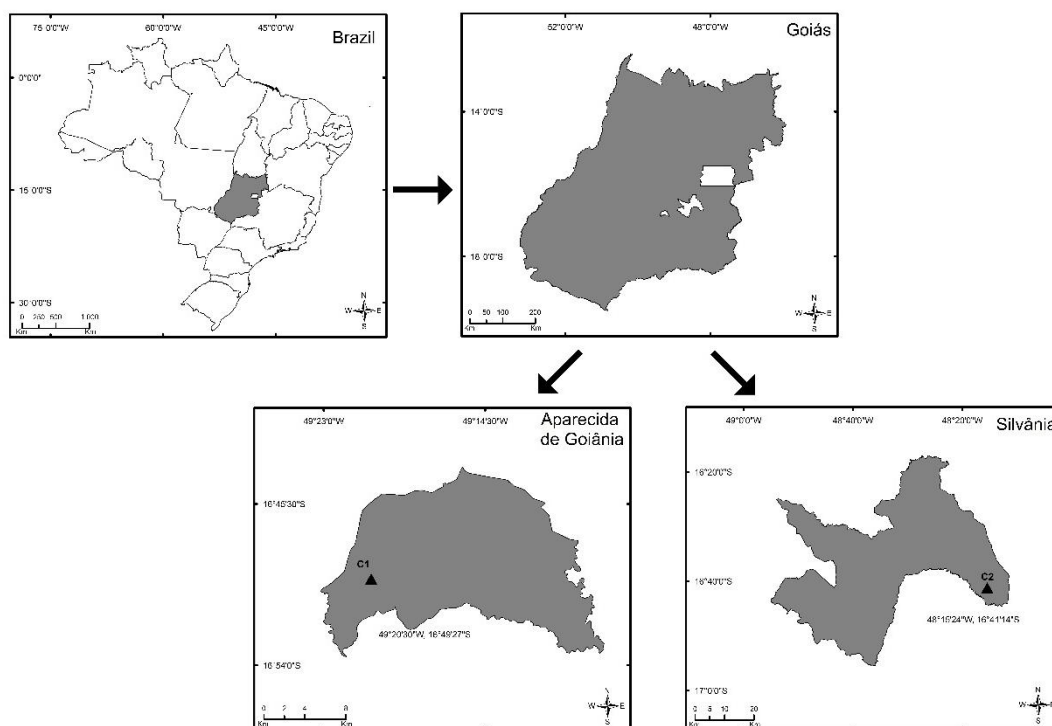 75°0'0"W 60°0'0"W 45°0'0"W
Brazil
0°0'0"
15°0'0"S
30°0'0"S
0 250 500 1.000
Km Km
N
W E
S
52°0'0"W 48°0'0"W
Goiás
14°0'0"S
18°0'0"S
0 50 100 200
Km Km
N
W E
S
49°23'0"W 49°14'30"W
Aparecida
de Goiânia
16°45'30"S
C1
49°20'30"W, 16°49'27"S
16°54'0"S
0 2 4 8
Km Km
N
W E
S
49°0'0"W 48°40'0"W 48°20'0"W
Silvânia
16°20'0"S
16°40'0"S
C2
48°15'24"W, 16°41'14"S
17°0'0"S
0 5 10 20
Km Km
N
W E
S